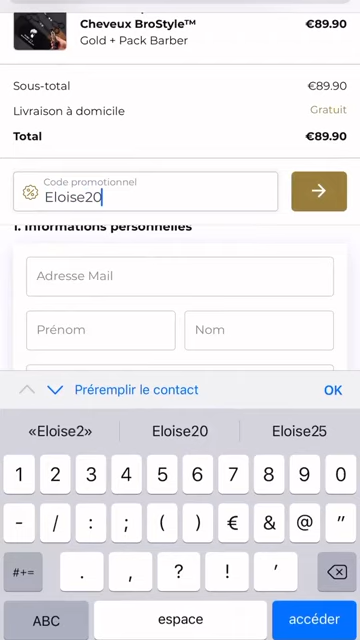 Cheveux BroStyle™ €89.90
Gold + Pack Barber
Sous-total €89.90
Livraison à domicile Gratuit
Total €89.90
Code promotionnel
Eloise20
1. Informations personnelles
Adresse Mail
Prénom Nom
Préremplir le contact OK
«Eloise2» Eloise20 Eloise25
1 2 3 4 5 6 7 8 9 0
- / : ; ( ) € & @ "
#+= . , ? ! ’
ABC espace accéder